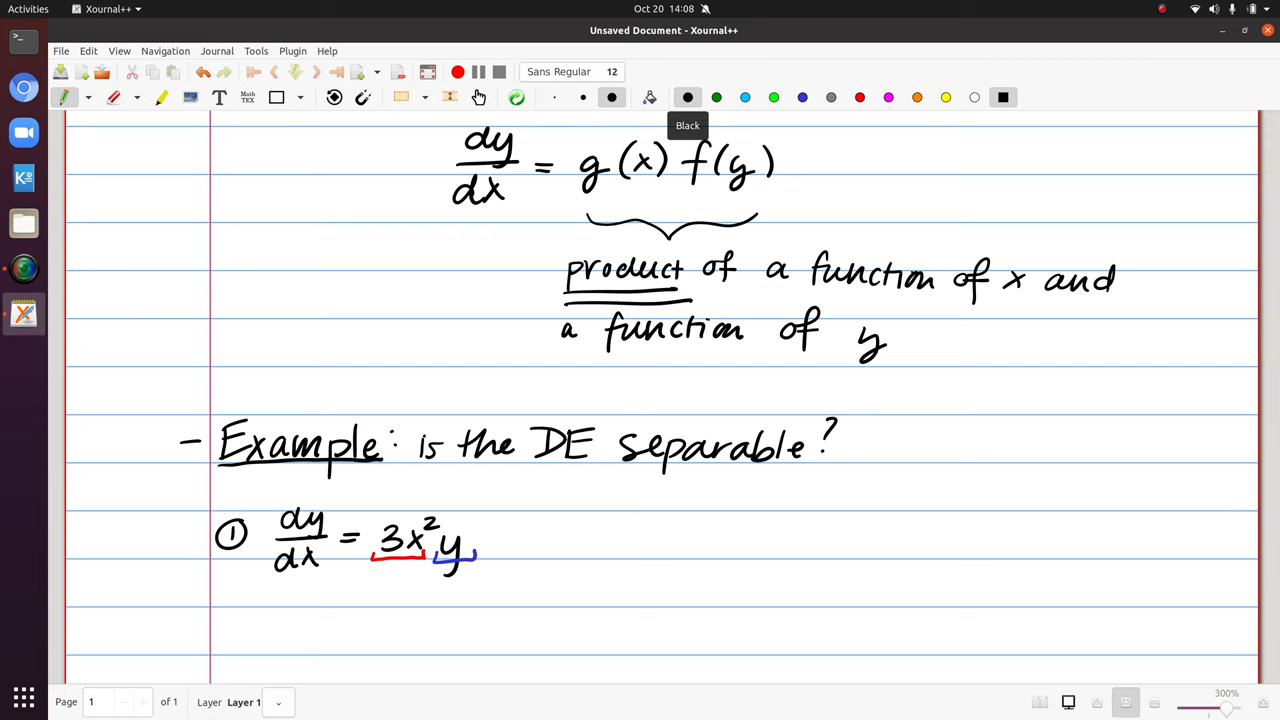 Activities Xournal++ Oct 20 14:08
Unsaved Document - Xournal++
File Edit View Navigation Journal Tools Plugin Help
Sans Regular 12
T Math TEX
Black
dy/dx = g(x) f(y)
product of a function of x and
a function of y
- Example: is the DE separable?
① dy/dx = 3x²y
Page 1 of 1 Layer Layer 1 300%